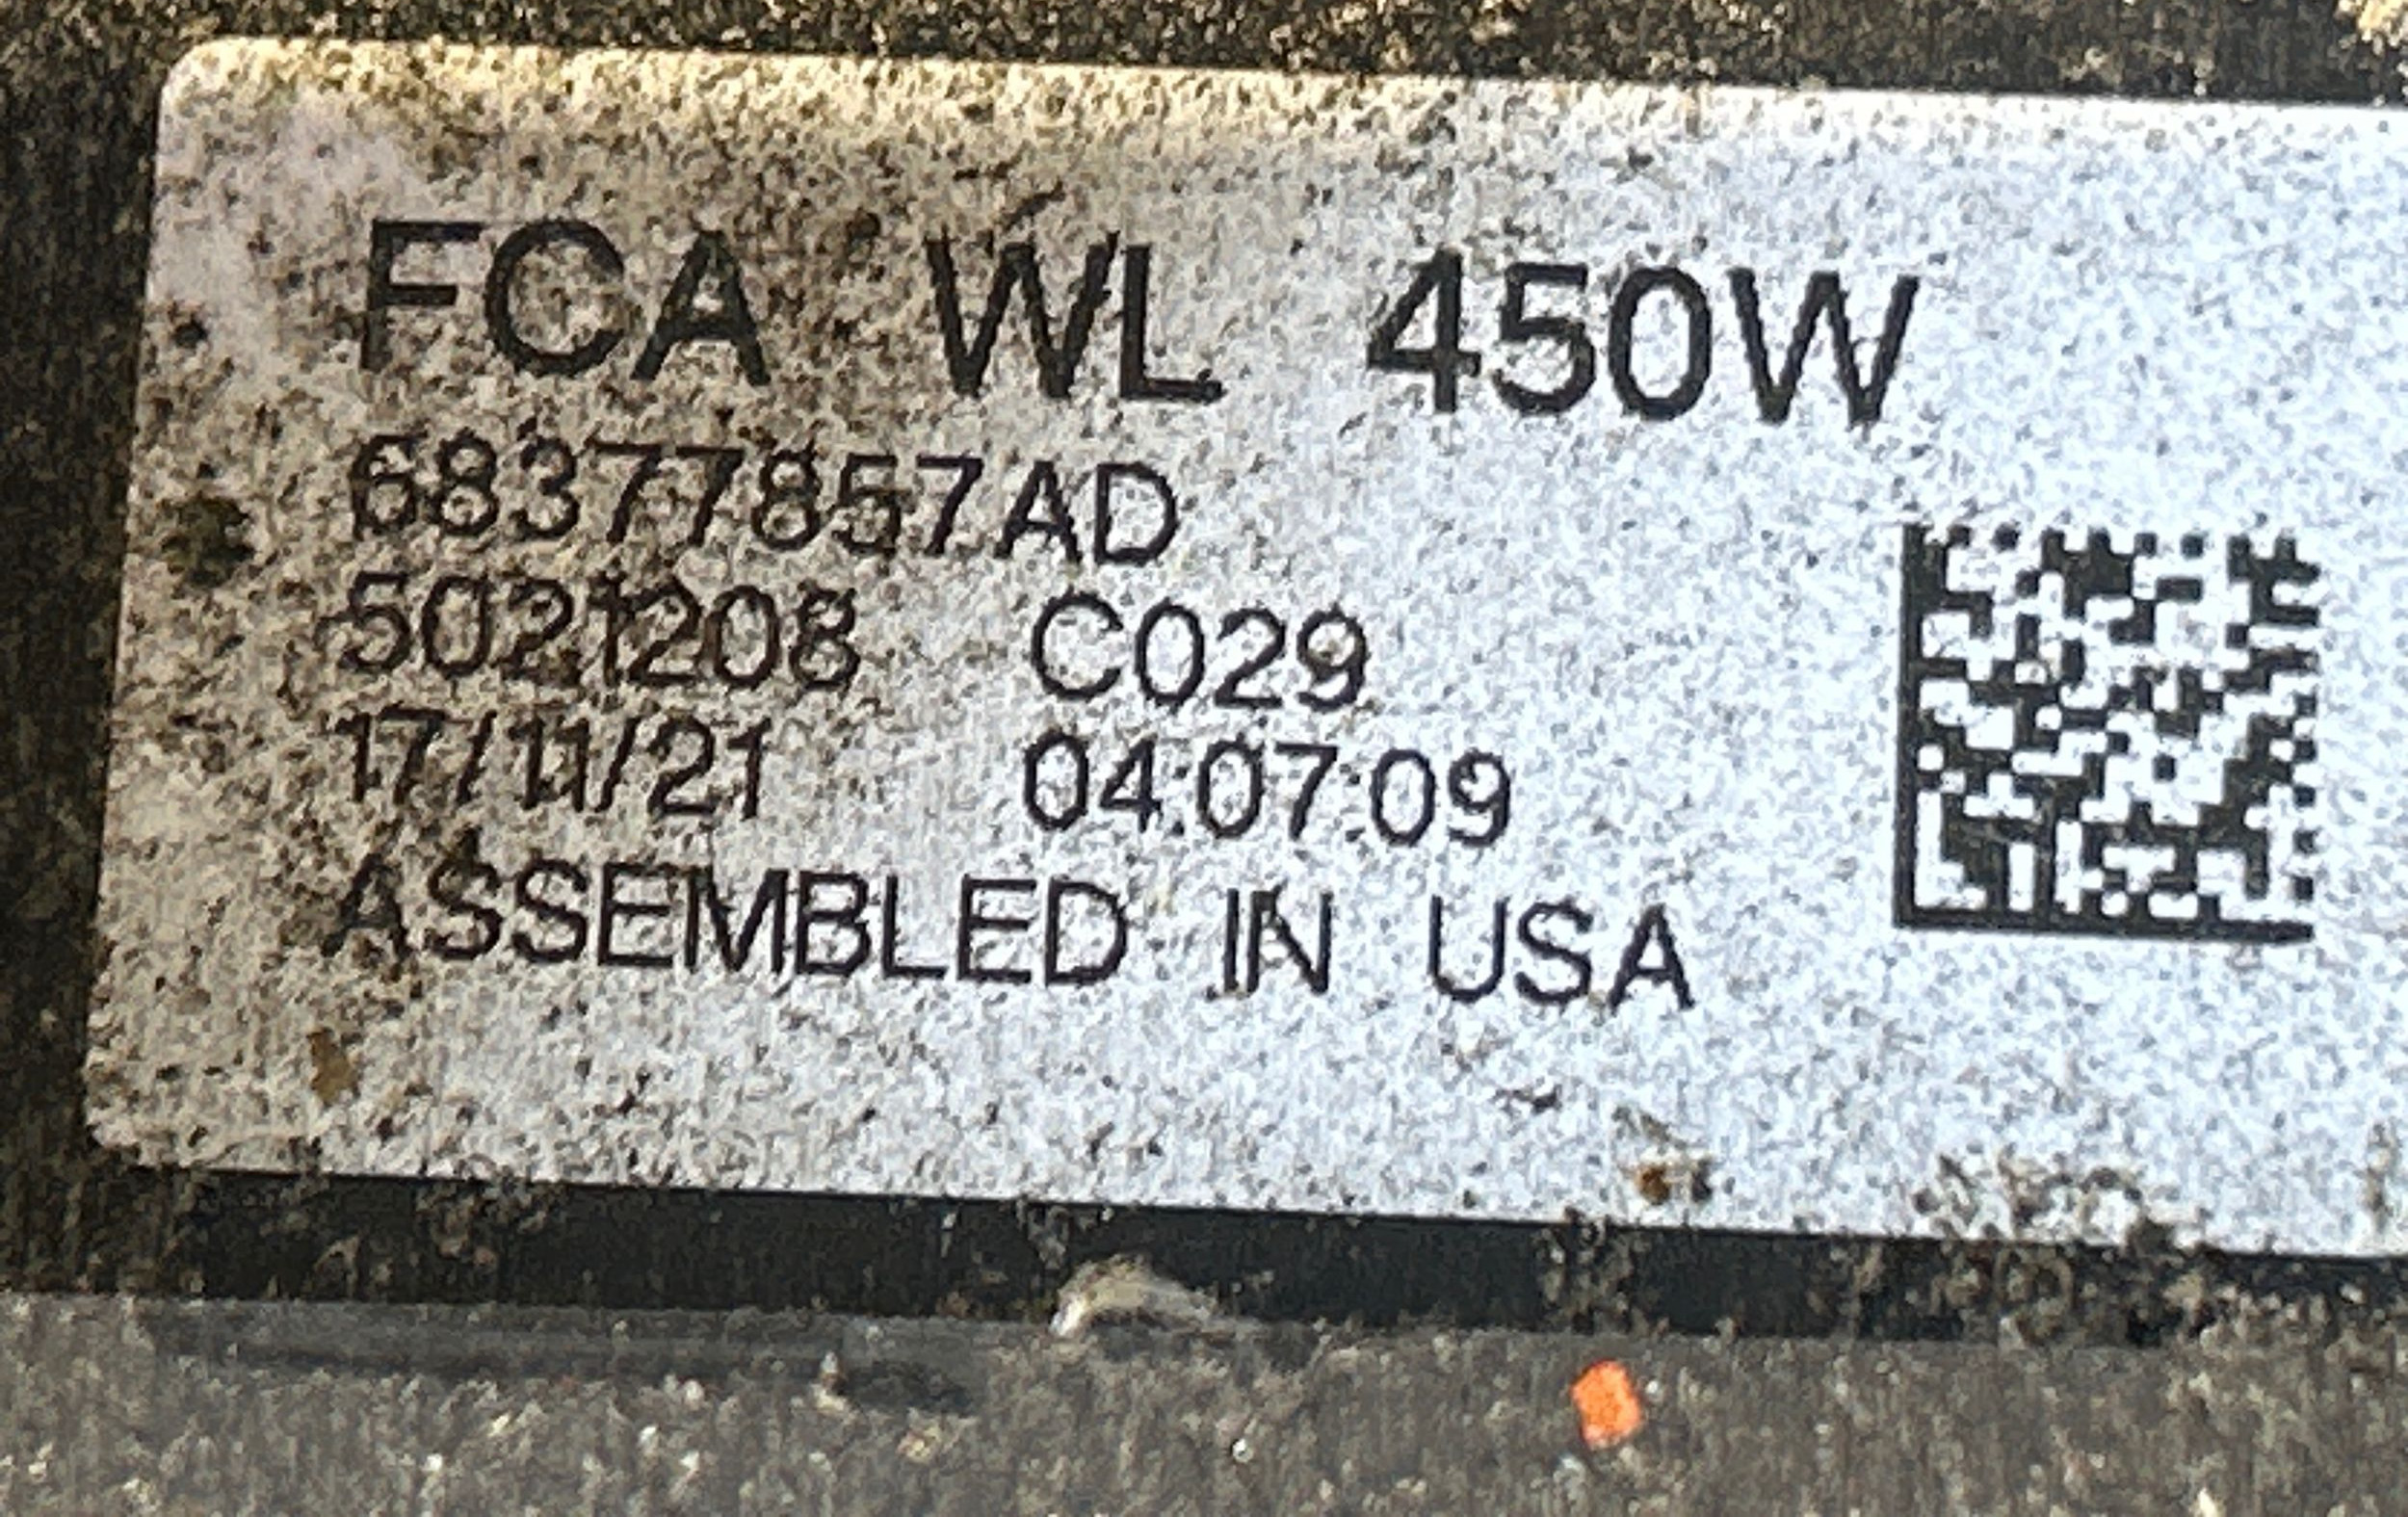 FCA WL 450W
68377857AD
5021208 C029
17/11/21 04:07:09
ASSEMBLED IN USA